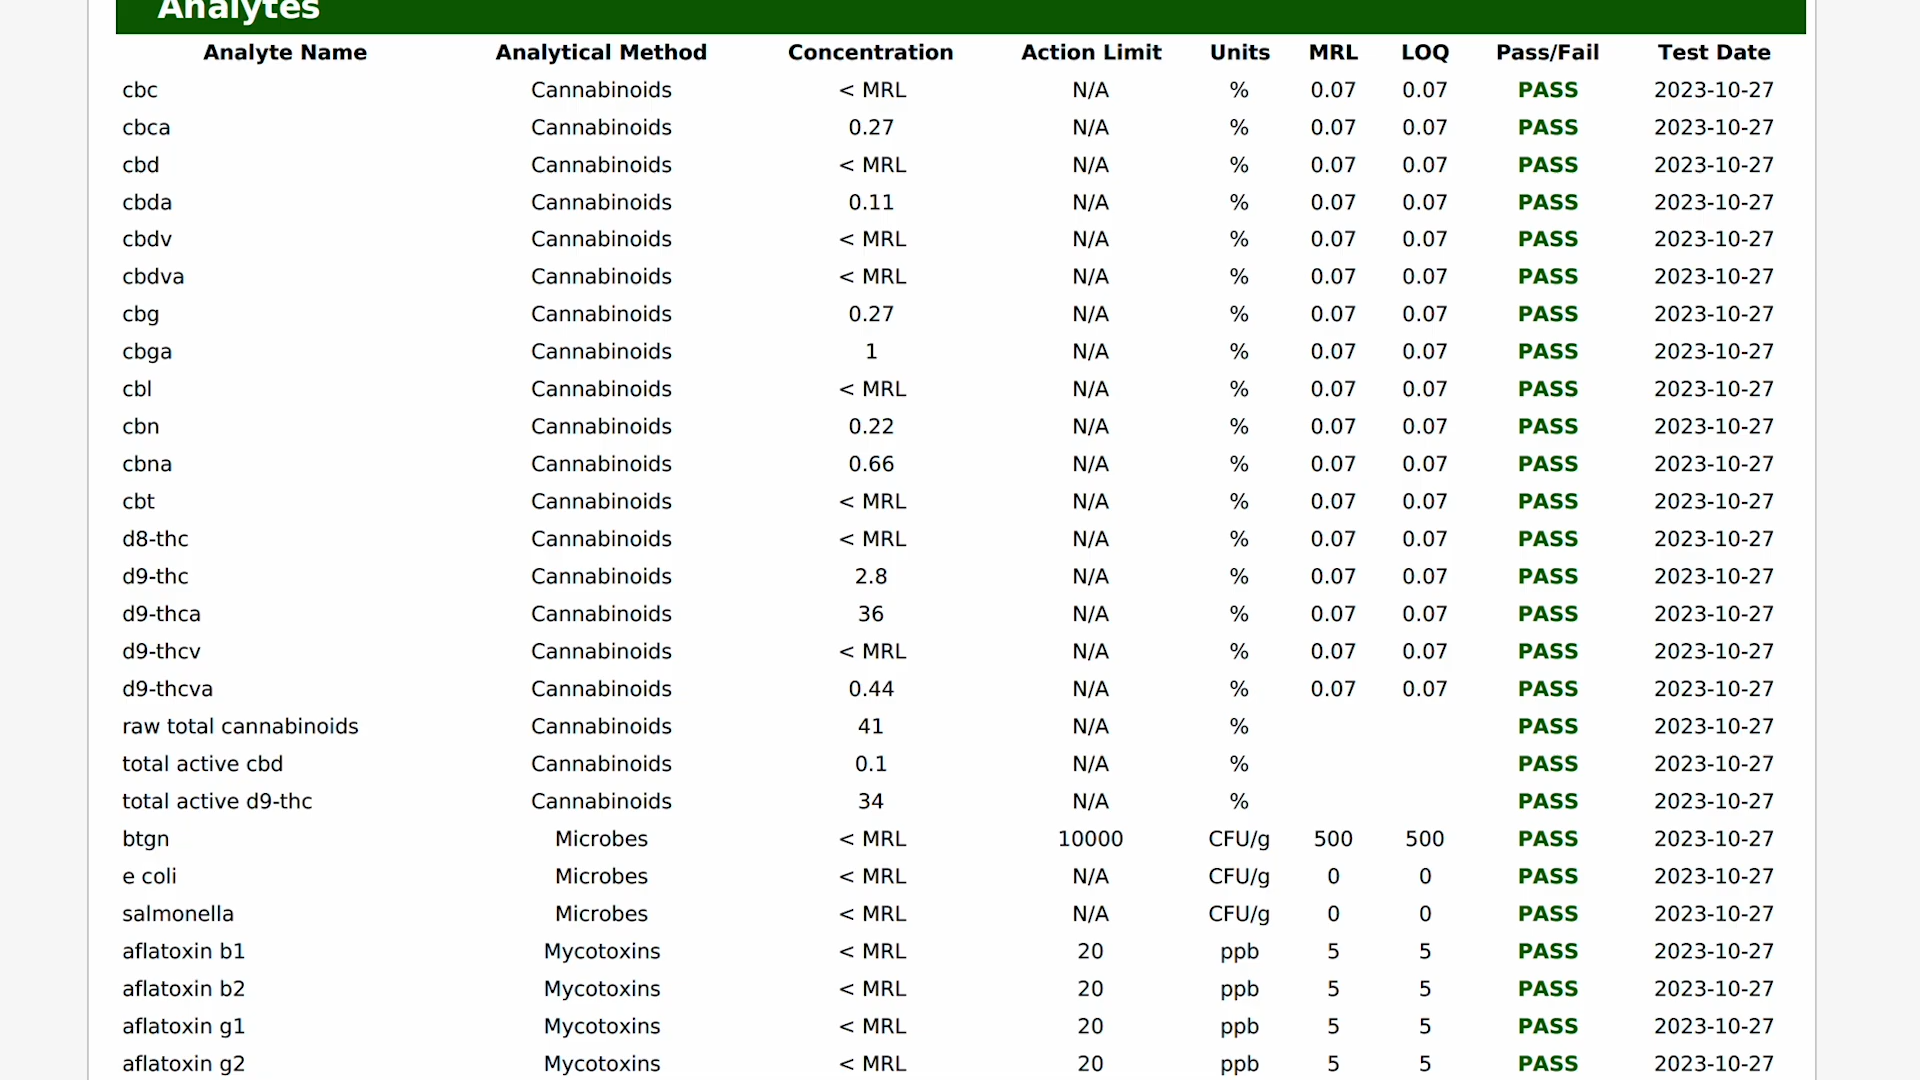 Analytes
Analyte Name Analytical Method Concentration Action Limit Units MRL LOQ Pass/Fail Test Date
cbc Cannabinoids < MRL N/A % 0.07 0.07 PASS 2023-10-27
cbca Cannabinoids 0.27 N/A % 0.07 0.07 PASS 2023-10-27
cbd Cannabinoids < MRL N/A % 0.07 0.07 PASS 2023-10-27
cbda Cannabinoids 0.11 N/A % 0.07 0.07 PASS 2023-10-27
cbdv Cannabinoids < MRL N/A % 0.07 0.07 PASS 2023-10-27
cbdva Cannabinoids < MRL N/A % 0.07 0.07 PASS 2023-10-27
cbg Cannabinoids 0.27 N/A % 0.07 0.07 PASS 2023-10-27
cbga Cannabinoids 1 N/A % 0.07 0.07 PASS 2023-10-27
cbl Cannabinoids < MRL N/A % 0.07 0.07 PASS 2023-10-27
cbn Cannabinoids 0.22 N/A % 0.07 0.07 PASS 2023-10-27
cbna Cannabinoids 0.66 N/A % 0.07 0.07 PASS 2023-10-27
cbt Cannabinoids < MRL N/A % 0.07 0.07 PASS 2023-10-27
d8-thc Cannabinoids < MRL N/A % 0.07 0.07 PASS 2023-10-27
d9-thc Cannabinoids 2.8 N/A % 0.07 0.07 PASS 2023-10-27
d9-thca Cannabinoids 36 N/A % 0.07 0.07 PASS 2023-10-27
d9-thcv Cannabinoids < MRL N/A % 0.07 0.07 PASS 2023-10-27
d9-thcva Cannabinoids 0.44 N/A % 0.07 0.07 PASS 2023-10-27
raw total cannabinoids Cannabinoids 41 N/A % PASS 2023-10-27
total active cbd Cannabinoids 0.1 N/A % PASS 2023-10-27
total active d9-thc Cannabinoids 34 N/A % PASS 2023-10-27
btgn Microbes < MRL 10000 CFU/g 500 500 PASS 2023-10-27
e coli Microbes < MRL N/A CFU/g 0 0 PASS 2023-10-27
salmonella Microbes < MRL N/A CFU/g 0 0 PASS 2023-10-27
aflatoxin b1 Mycotoxins < MRL 20 ppb 5 5 PASS 2023-10-27
aflatoxin b2 Mycotoxins < MRL 20 ppb 5 5 PASS 2023-10-27
aflatoxin g1 Mycotoxins < MRL 20 ppb 5 5 PASS 2023-10-27
aflatoxin g2 Mycotoxins < MRL 20 ppb 5 5 PASS 2023-10-27